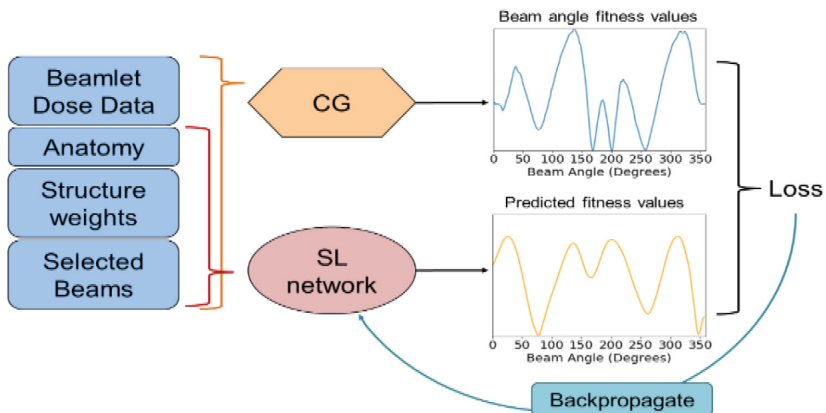 Beamlet
Dose Data
Anatomy
Structure
weights
Selected
Beams
CG
SL
network
Beam angle fitness values
0 50 100 150 200 250 300 350
Beam Angle (Degrees)
Predicted fitness values
0 50 100 150 200 250 300 350
Beam Angle (Degrees)
Loss
Backpropagate